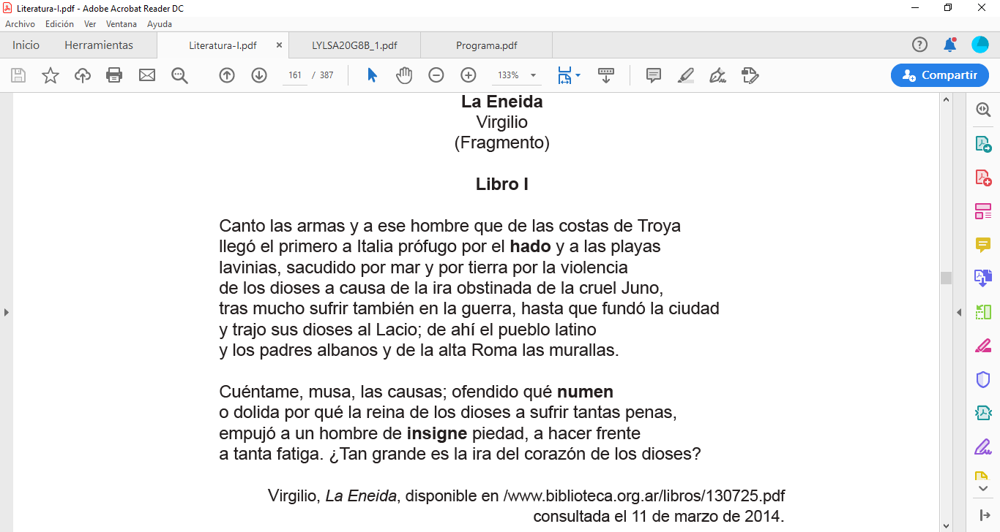 Literatura-I.pdf - Adobe Acrobat Reader DC
Archivo Edición Ver Ventana Ayuda
Inicio Herramientas Literatura-I.pdf × LYLSA20G8B_1.pdf Programa.pdf
161 / 387 133% Compartir
La Eneida
Virgilio
(Fragmento)
Libro I
Canto las armas y a ese hombre que de las costas de Troya
llegó el primero a Italia prófugo por el hado y a las playas
lavinias, sacudido por mar y por tierra por la violencia
de los dioses a causa de la ira obstinada de la cruel Juno,
tras mucho sufrir también en la guerra, hasta que fundó la ciudad
y trajo sus dioses al Lacio; de ahí el pueblo latino
y los padres albanos y de la alta Roma las murallas.
Cuéntame, musa, las causas; ofendido qué numen
o dolida por qué la reina de los dioses a sufrir tantas penas,
empujó a un hombre de insigne piedad, a hacer frente
a tanta fatiga. ¿Tan grande es la ira del corazón de los dioses?
Virgilio, La Eneida, disponible en /www.biblioteca.org.ar/libros/130725.pdf
consultada el 11 de marzo de 2014.